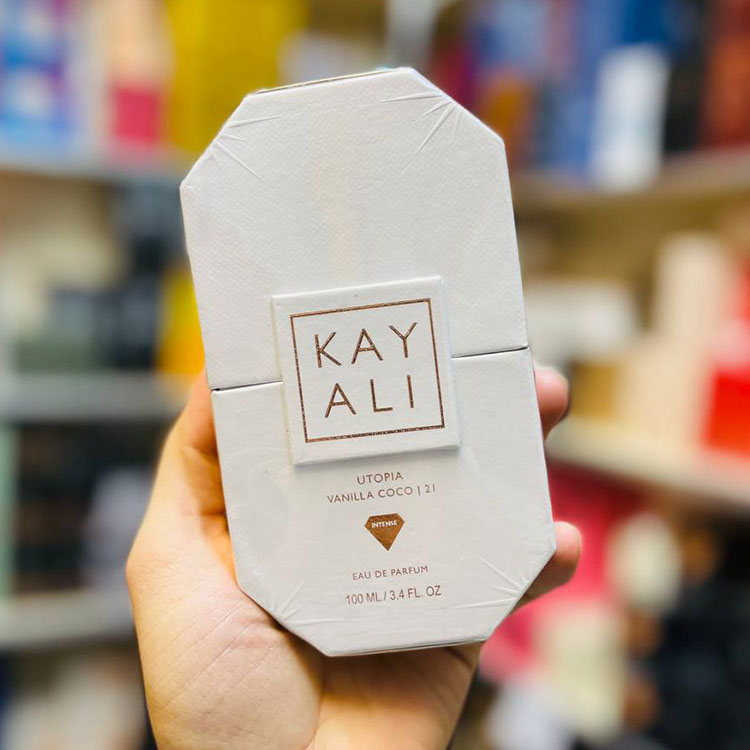 KAY
ALI
UTOPIA
VANILLA COCO | 21
INTENSE
EAU DE PARFUM
100 ML / 3.4 FL. OZ